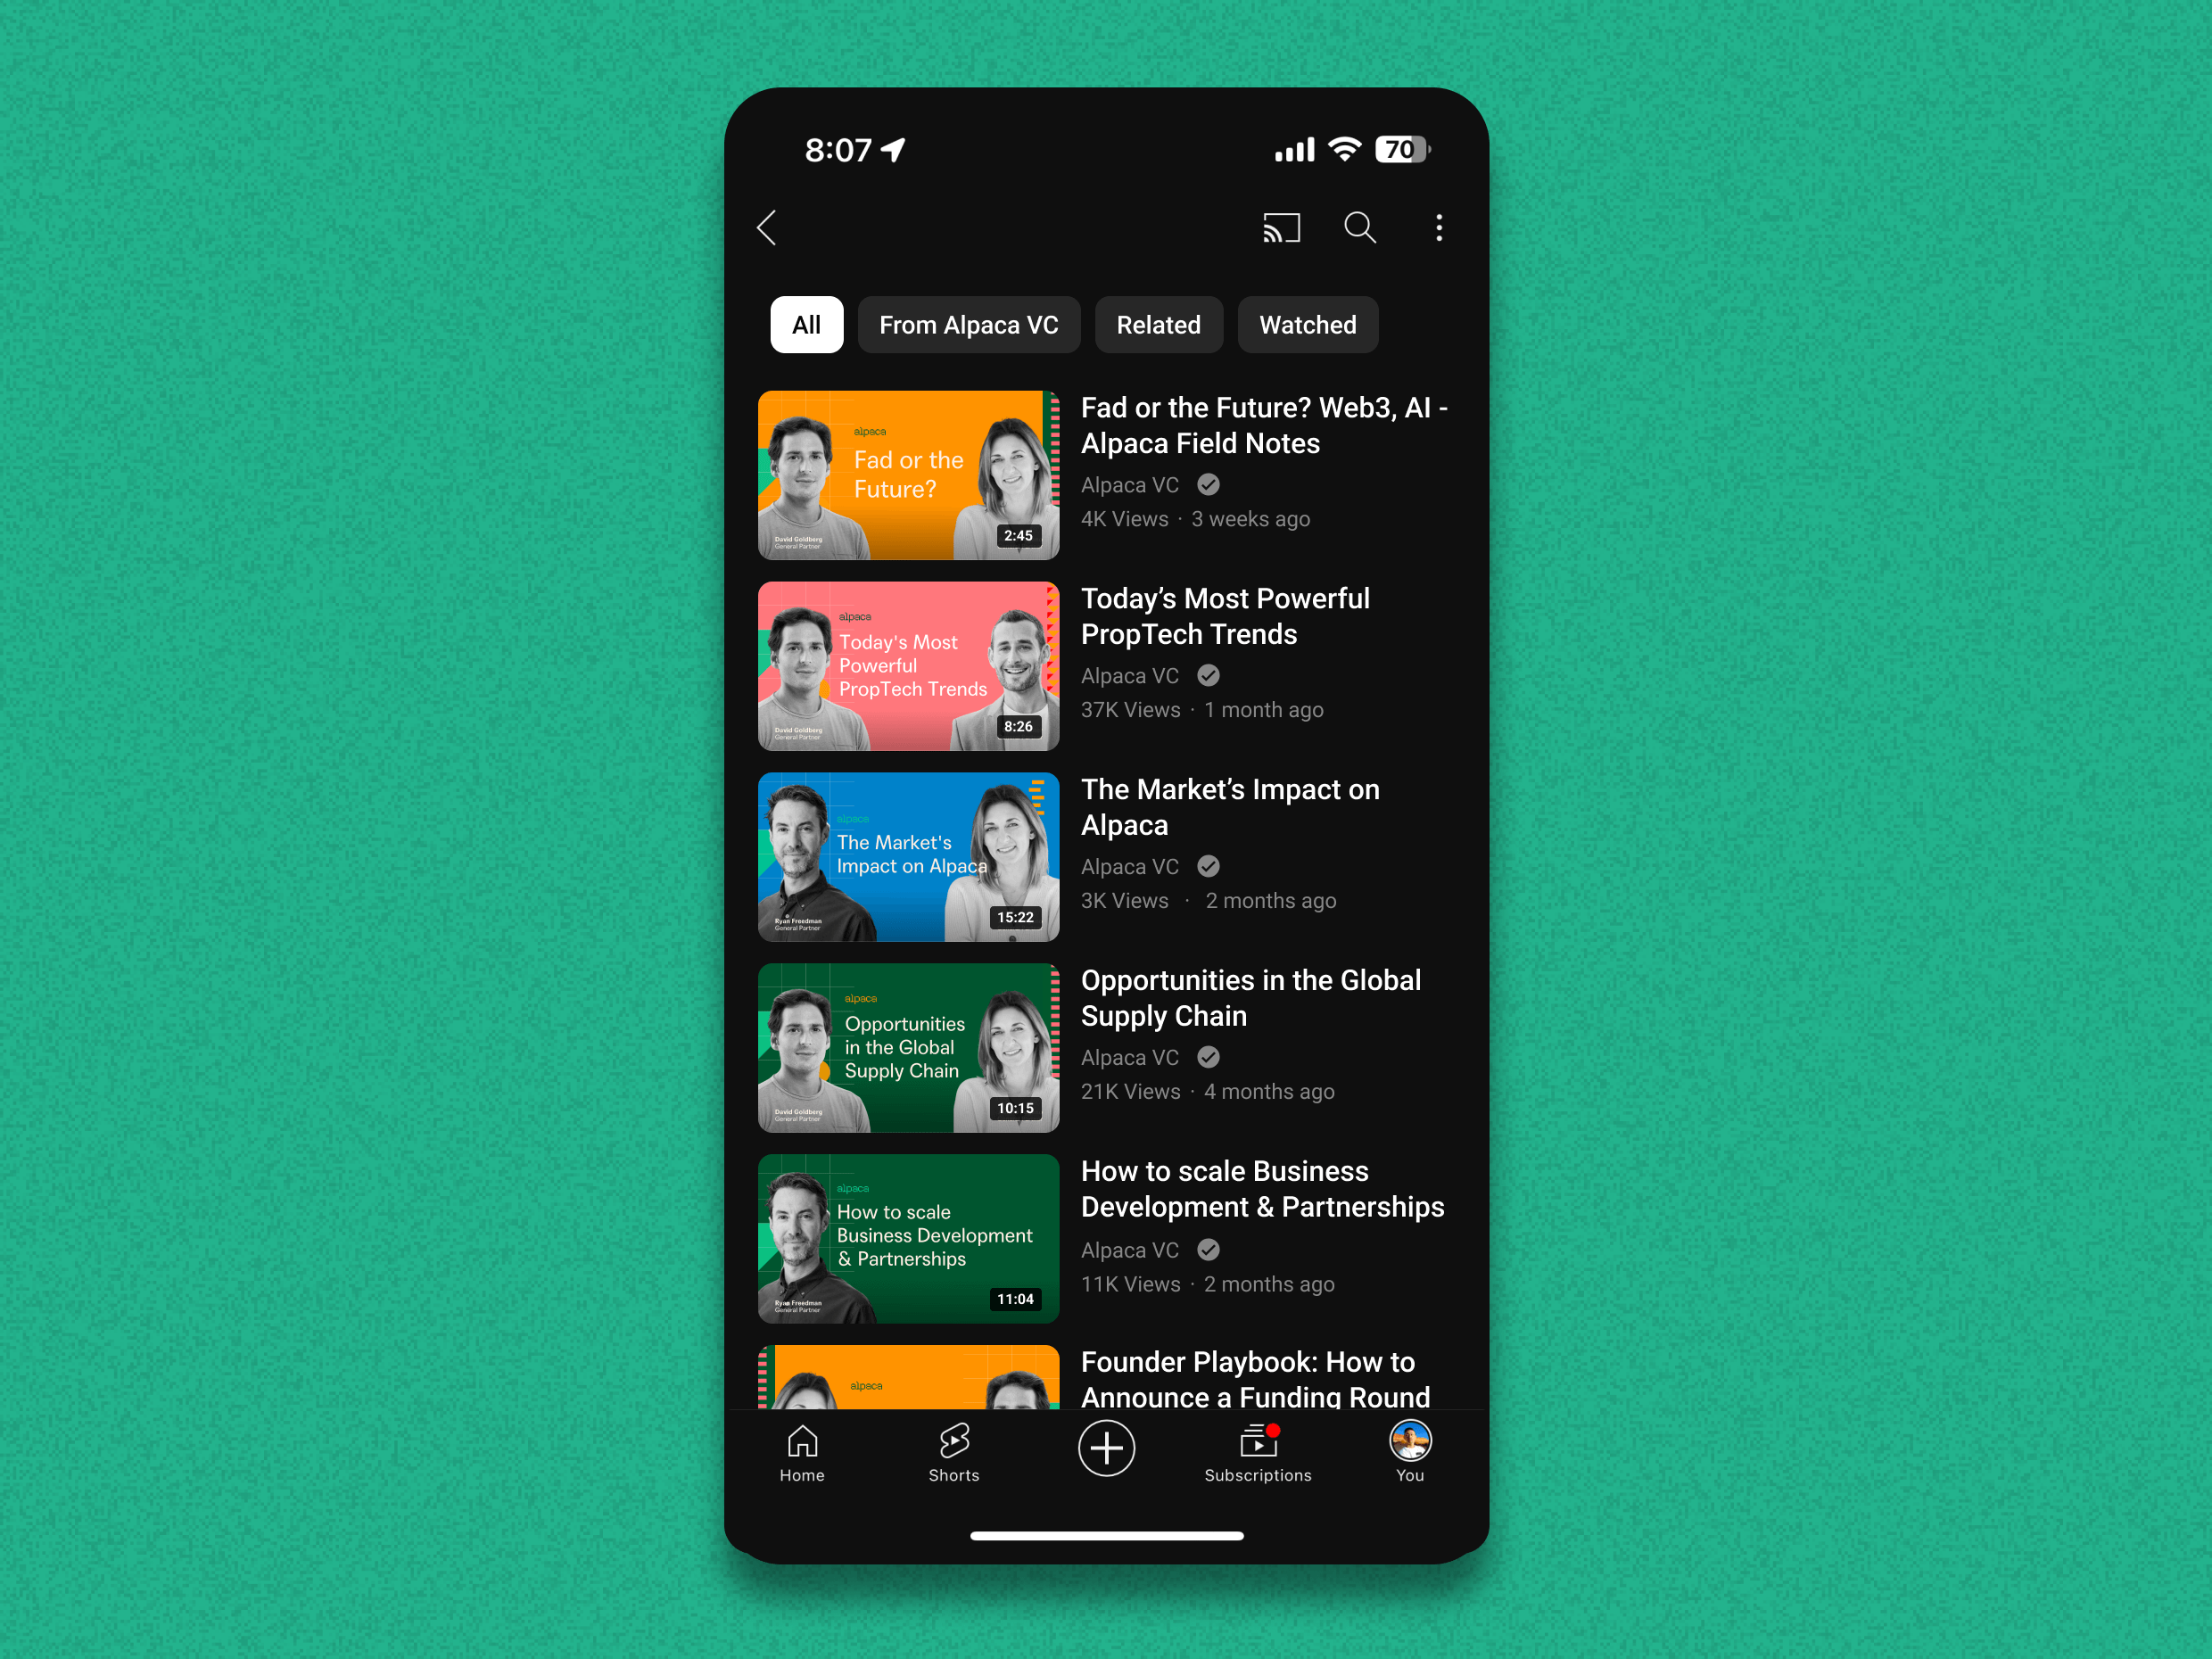 8:07
70
All
From Alpaca VC
Related
Watched
alpaca
Fad or the
Future?
David Goldberg
General Partner
2:45
Fad or the Future? Web3, AI -
Alpaca Field Notes
Alpaca VC
4K Views · 3 weeks ago
alpaca
Today's Most
Powerful
PropTech Trends
David Goldberg
General Partner
8:26
Today’s Most Powerful
PropTech Trends
Alpaca VC
37K Views · 1 month ago
alpaca
The Market's
Impact on Alpaca
Ryan Freedman
General Partner
15:22
The Market’s Impact on
Alpaca
Alpaca VC
3K Views · 2 months ago
alpaca
Opportunities
in the Global
Supply Chain
David Goldberg
General Partner
10:15
Opportunities in the Global
Supply Chain
Alpaca VC
21K Views · 4 months ago
alpaca
How to scale
Business Development
& Partnerships
Ryan Freedman
General Partner
11:04
How to scale Business
Development & Partnerships
Alpaca VC
11K Views · 2 months ago
alpaca
Founder Playbook: How to
Announce a Funding Round
Home
Shorts
Subscriptions
You